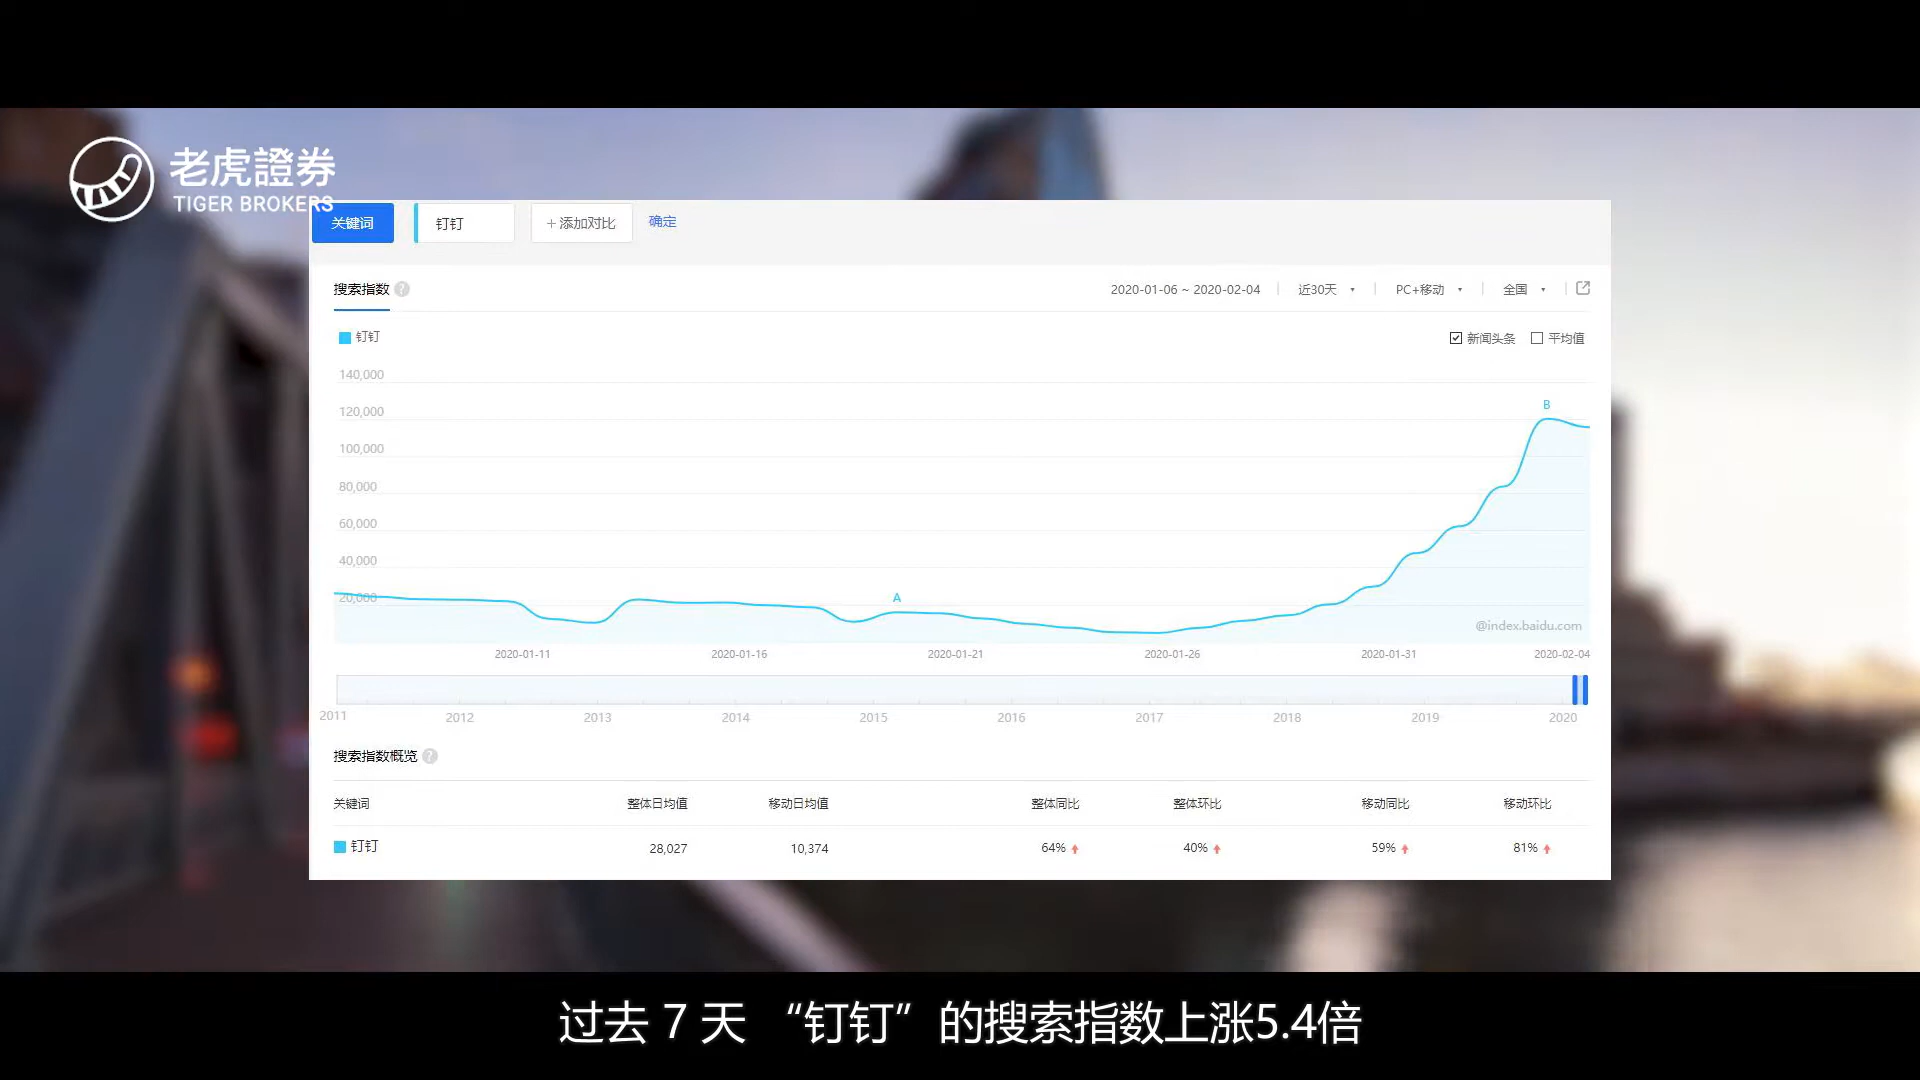 老虎證券
TIGER BROKERS
关键词 钉钉 +添加对比 确定
搜索指数 ? 2020-01-06 ~ 2020-02-04 近30天 PC+移动 全国
钉钉 新闻头条 平均值
140,000
120,000
100,000
80,000
60,000
40,000
20,000
A
B
@index.baidu.com
2020-01-11 2020-01-16 2020-01-21 2020-01-26 2020-01-31 2020-02-04
2011 2012 2013 2014 2015 2016 2017 2018 2019 2020
搜索指数概览 ?
关键词 整体日均值 移动日均值 整体同比 整体环比 移动同比 移动环比
钉钉 28,027 10,374 64% 40% 59% 81%
过去 7 天 “钉钉”的搜索指数上涨5.4倍